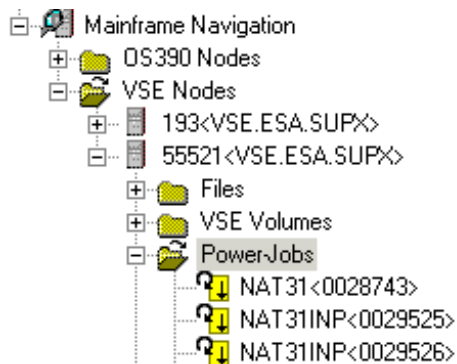 Mainframe Navigation
OS390 Nodes
VSE Nodes
193<VSE.ESA.SUPX>
55521<VSE.ESA.SUPX>
Files
VSE Volumes
Power-Jobs
NAT31<0028743>
NAT31INP<0029525>
NAT31INP<0029526>